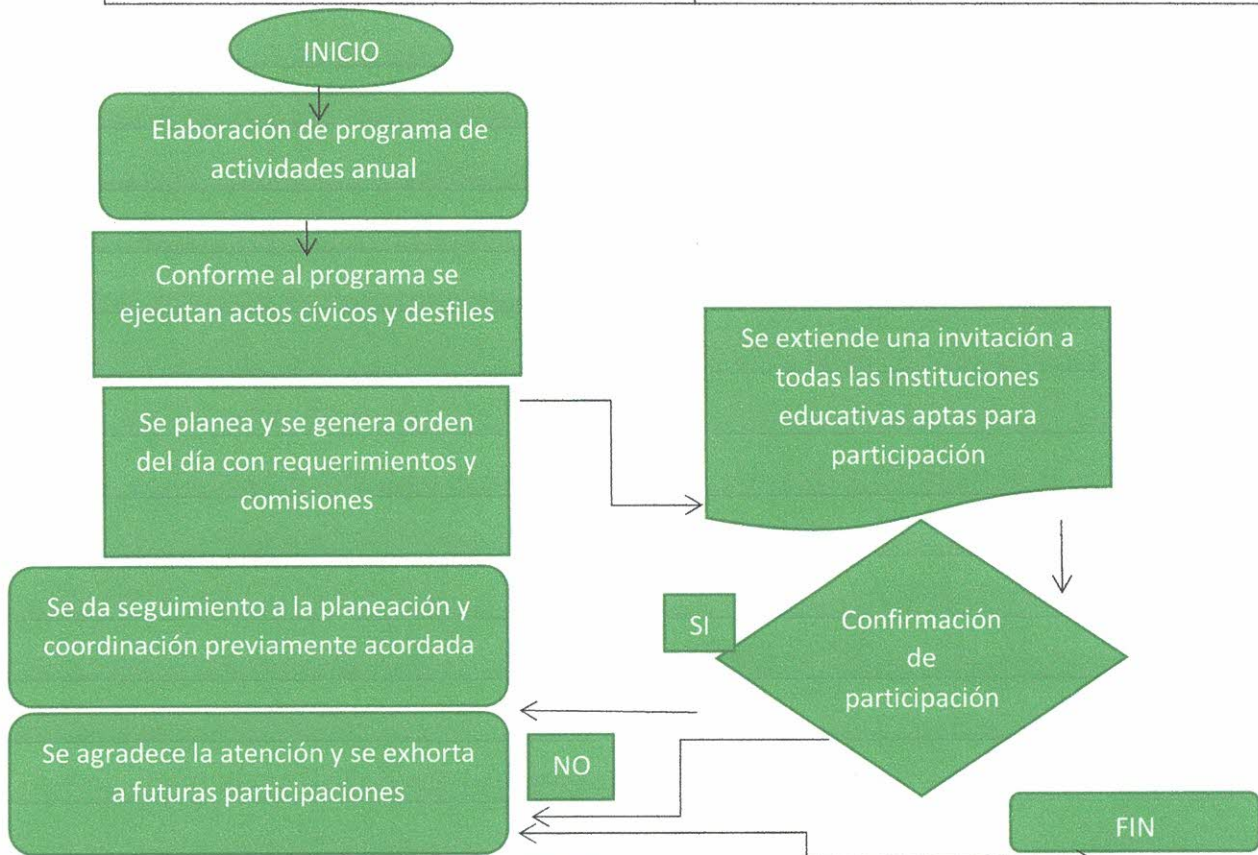 INICIO
Elaboración de programa de
actividades anual
Conforme al programa se
ejecutan actos cívicos y desfiles
Se planea y se genera orden
del día con requerimientos y
comisiones
Se extiende una invitación a
todas las Instituciones
educativas aptas para
participación
Confirmación
de
participación
SI
Se da seguimiento a la planeación y
coordinación previamente acordada
NO
Se agradece la atención y se exhorta
a futuras participaciones
FIN